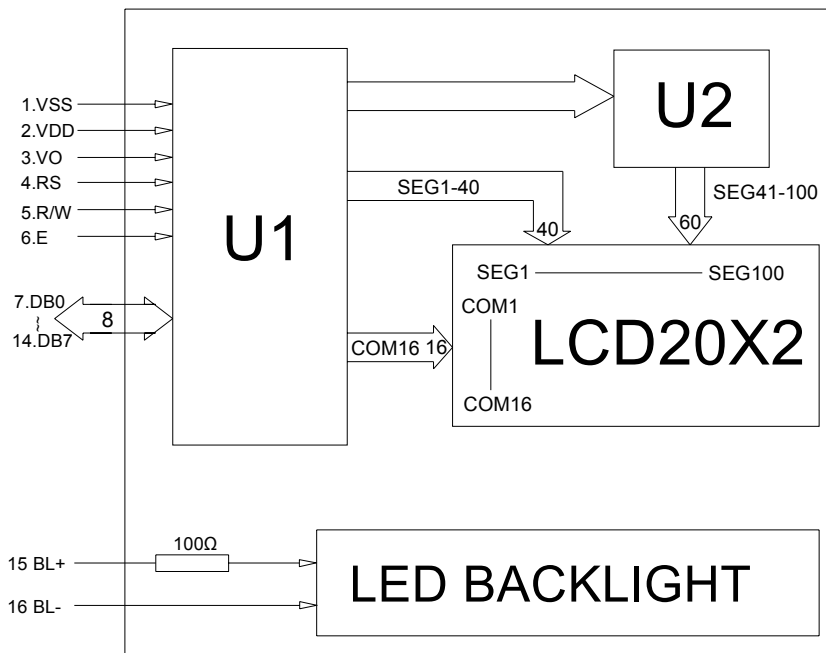 1.VSS
2.VDD
3.VO
4.RS
5.R/W
6.E
7.DB0
~
14.DB7
8
U1
U2
SEG1-40
40
SEG41-100
60
COM16 16
SEG1
SEG100
COM1
COM16
LCD20X2
15 BL+
100Ω
16 BL-
LED BACKLIGHT